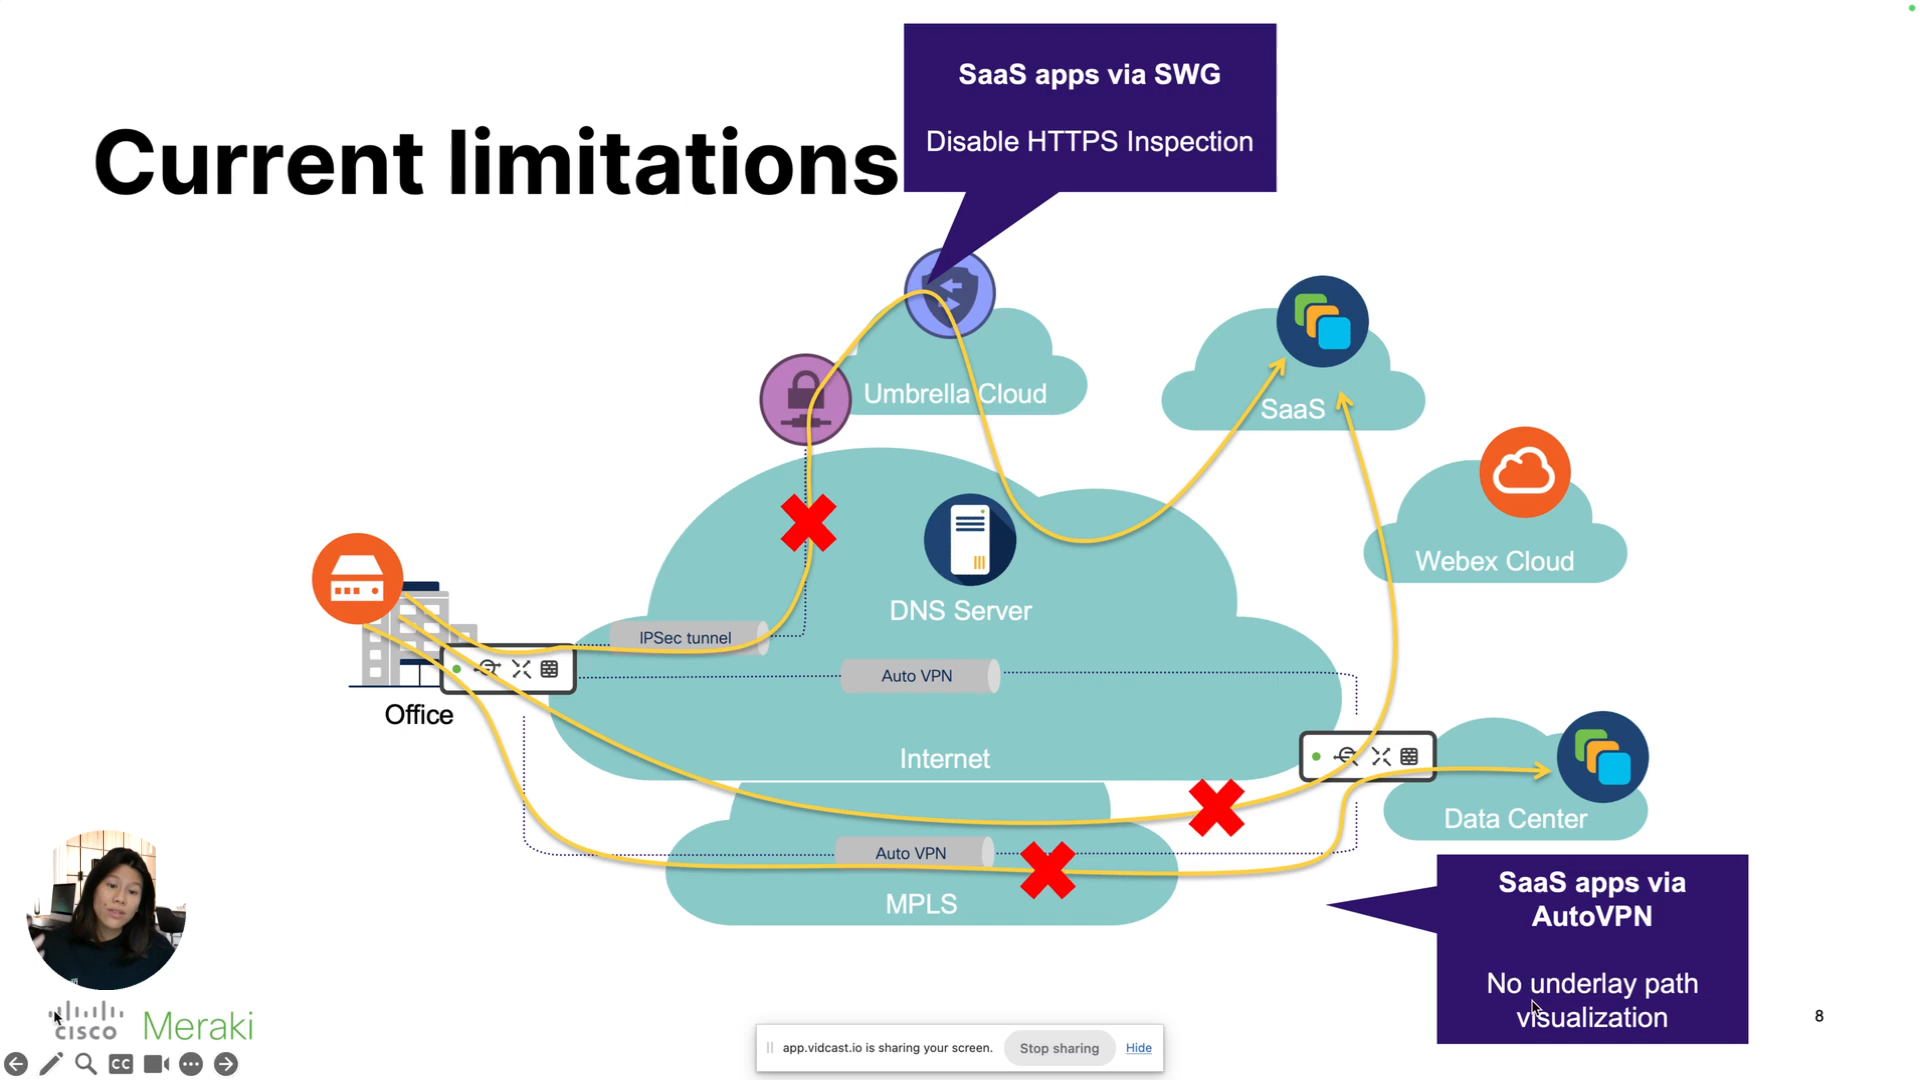 SaaS apps via SWG
Disable HTTPS Inspection
Current limitations
Umbrella Cloud
SaaS
Webex Cloud
DNS Server
IPSec tunnel
Auto VPN
Office
Internet
Data Center
Auto VPN
MPLS
SaaS apps via
AutoVPN
No underlay path
visualization
cisco Meraki
8
CC
app.vidcast.io is sharing your screen. Stop sharing Hide